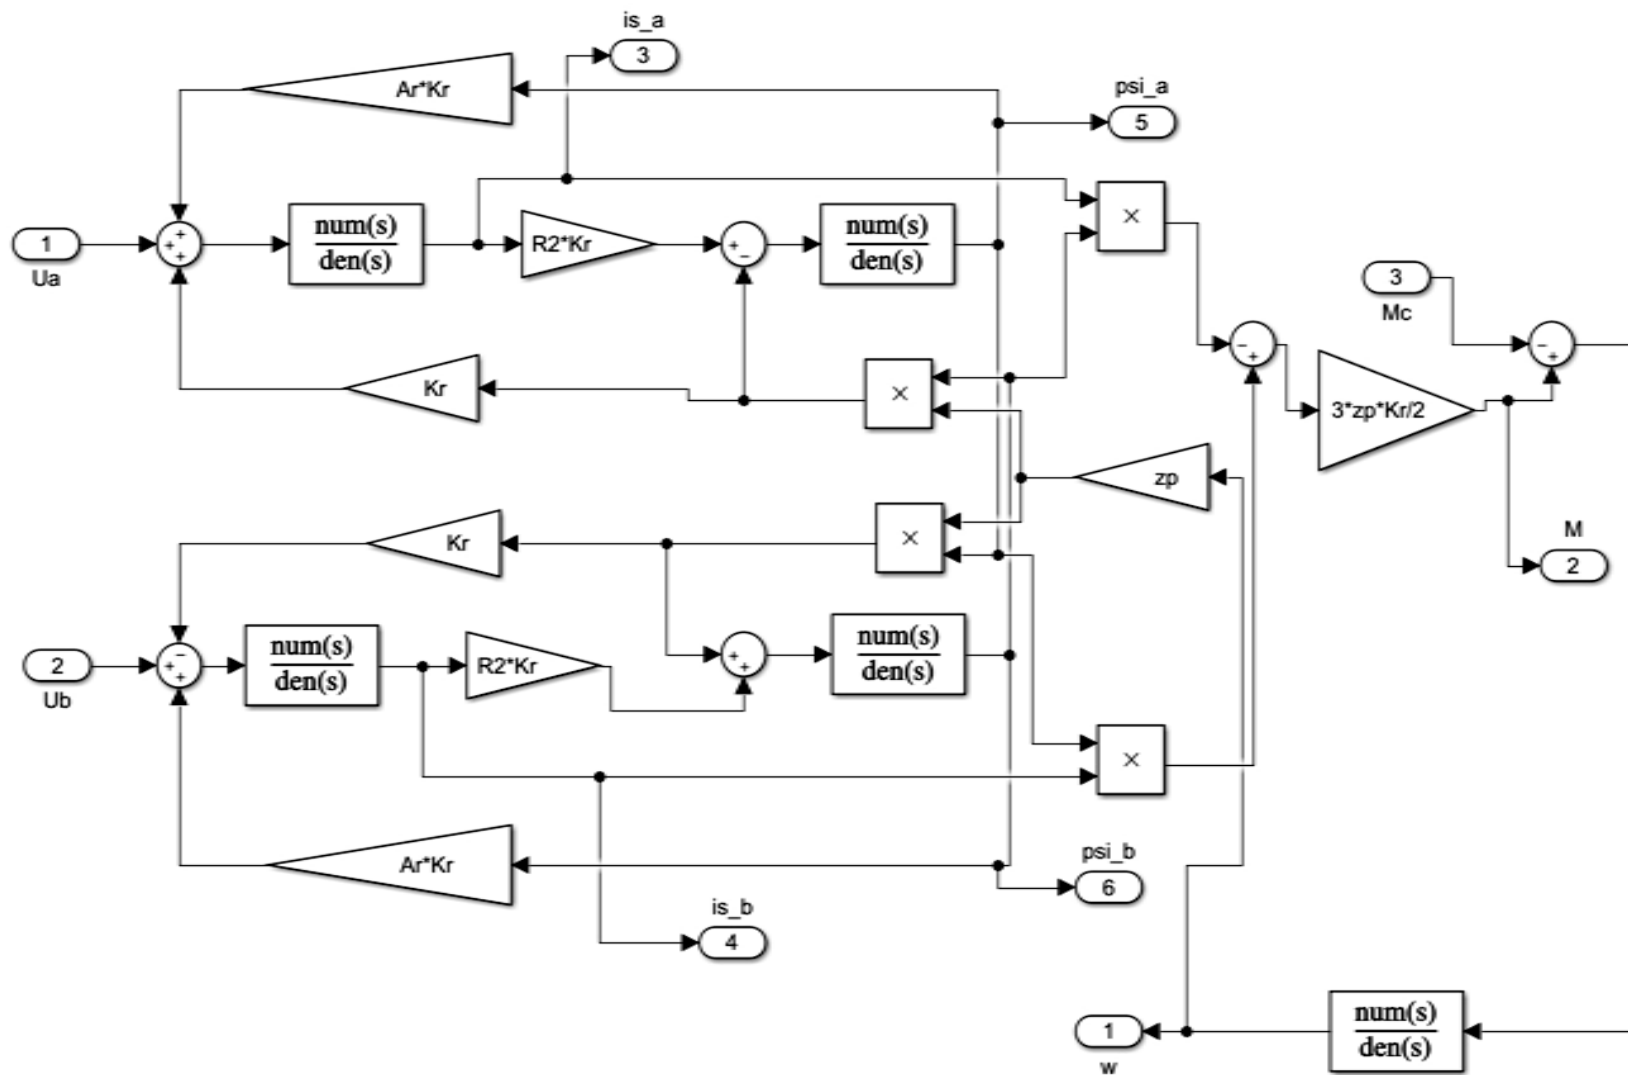 is_a
3
Ar*Kr
psi_a
5
+
+
+
1
Ua
num(s)
den(s)
R2*Kr
+
−
num(s)
den(s)
×
3
Mc
−
+
−
+
Kr
×
3*zp*Kr/2
zp
Kr
×
M
2
−
+
+
2
Ub
num(s)
den(s)
R2*Kr
+
+
num(s)
den(s)
×
Ar*Kr
psi_b
6
is_b
4
1
w
num(s)
den(s)